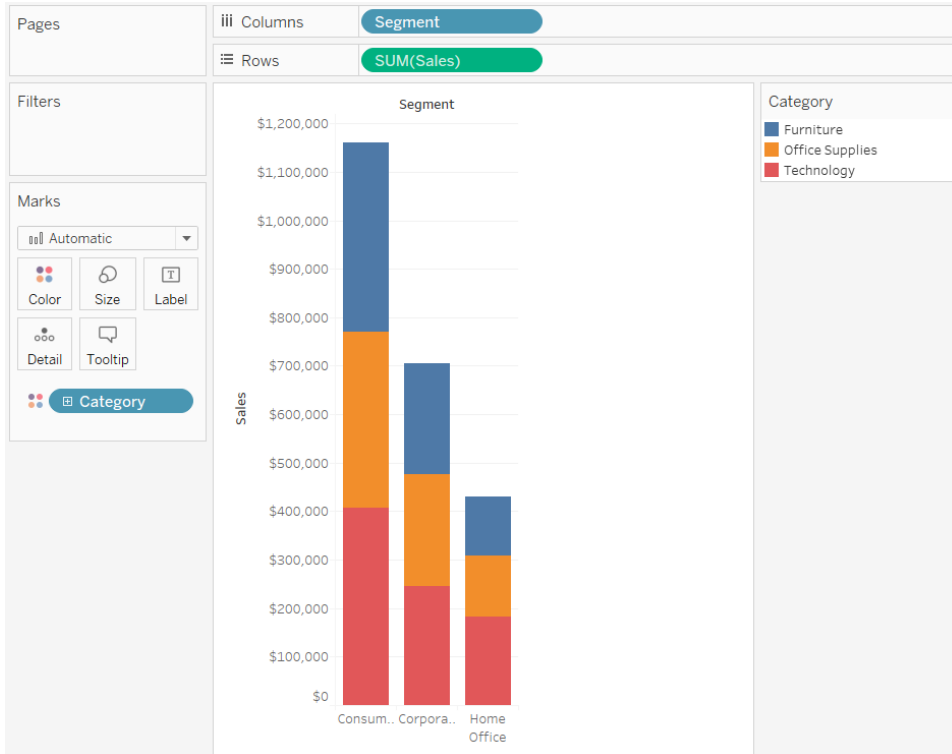 Pages
Columns
Segment
Rows
SUM(Sales)
Filters
Marks
Automatic
Color
Size
T
Label
Detail
Tooltip
Category
Segment
$1,200,000
$1,100,000
$1,000,000
$900,000
$800,000
$700,000
$600,000
$500,000
$400,000
$300,000
$200,000
$100,000
$0
Sales
Consum..
Corpora..
Home
Office
Category
Furniture
Office Supplies
Technology